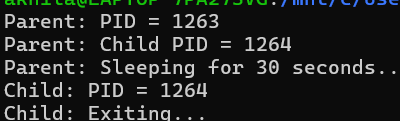 Parent: PID = 1263
Parent: Child PID = 1264
Parent: Sleeping for 30 seconds..
Child: PID = 1264
Child: Exiting...